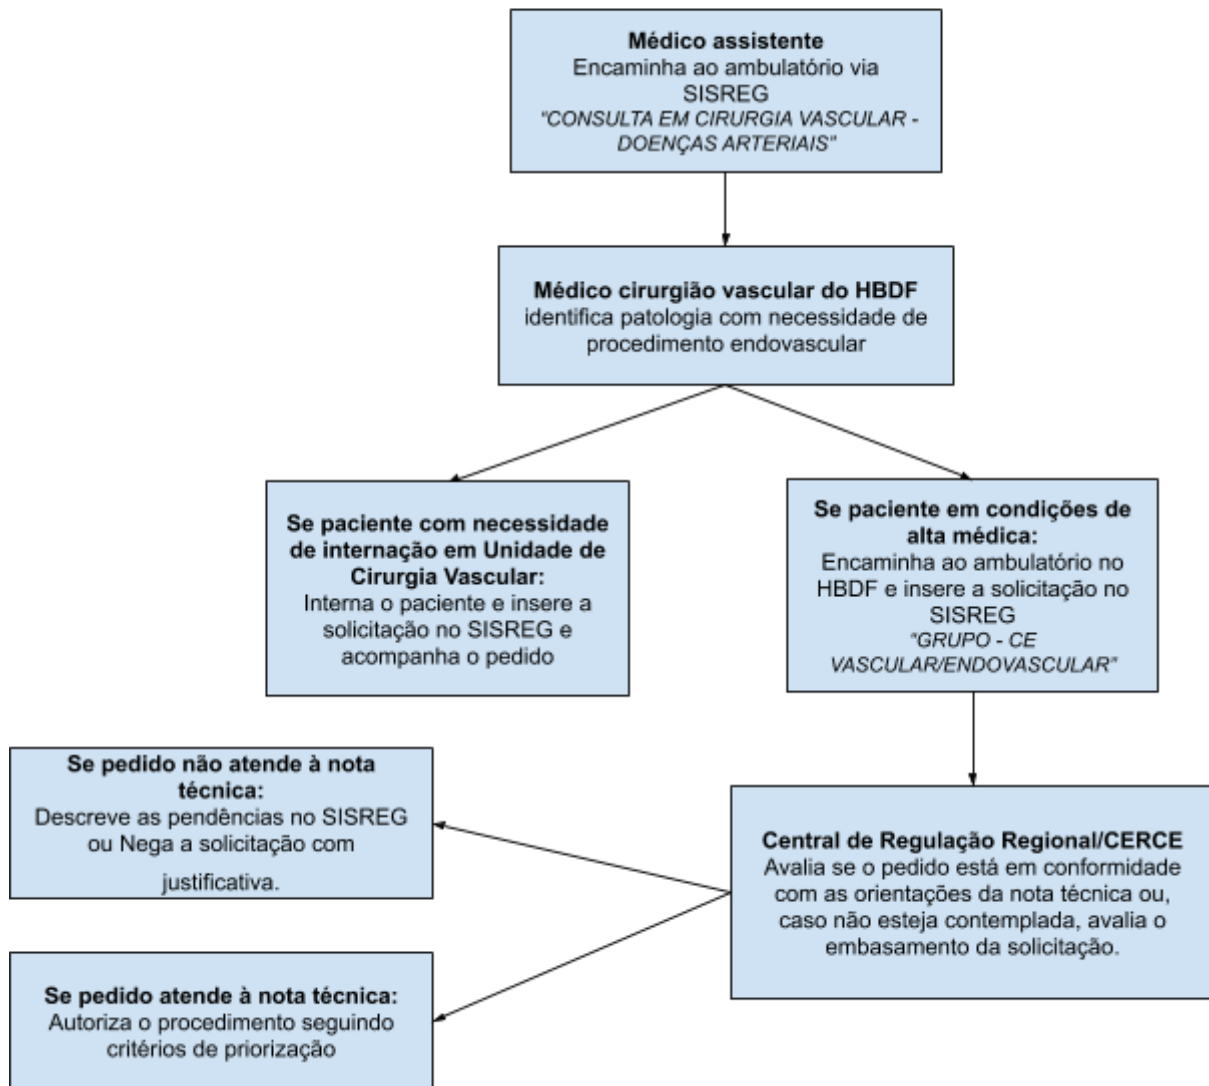 Médico assistente
Encaminha ao ambulatório via
SISREG
"CONSULTA EM CIRURGIA VASCULAR -
DOENÇAS ARTERIAIS"
Médico cirurgião vascular do HBDF
identifica patologia com necessidade de
procedimento endovascular
Se paciente com necessidade
de internação em Unidade de
Cirurgia Vascular:
Interna o paciente e insere a
solicitação no SISREG e
acompanha o pedido
Se paciente em condições de
alta médica:
Encaminha ao ambulatório no
HBDF e insere a solicitação no
SISREG
"GRUPO - CE
VASCULAR/ENDOVASCULAR"
Se pedido não atende à nota
técnica:
Descreve as pendências no SISREG
ou Nega a solicitação com
justificativa.
Central de Regulação Regional/CERCE
Avalia se o pedido está em conformidade
com as orientações da nota técnica ou,
caso não esteja contemplada, avalia o
embasamento da solicitação.
Se pedido atende à nota técnica:
Autoriza o procedimento seguindo
critérios de priorização